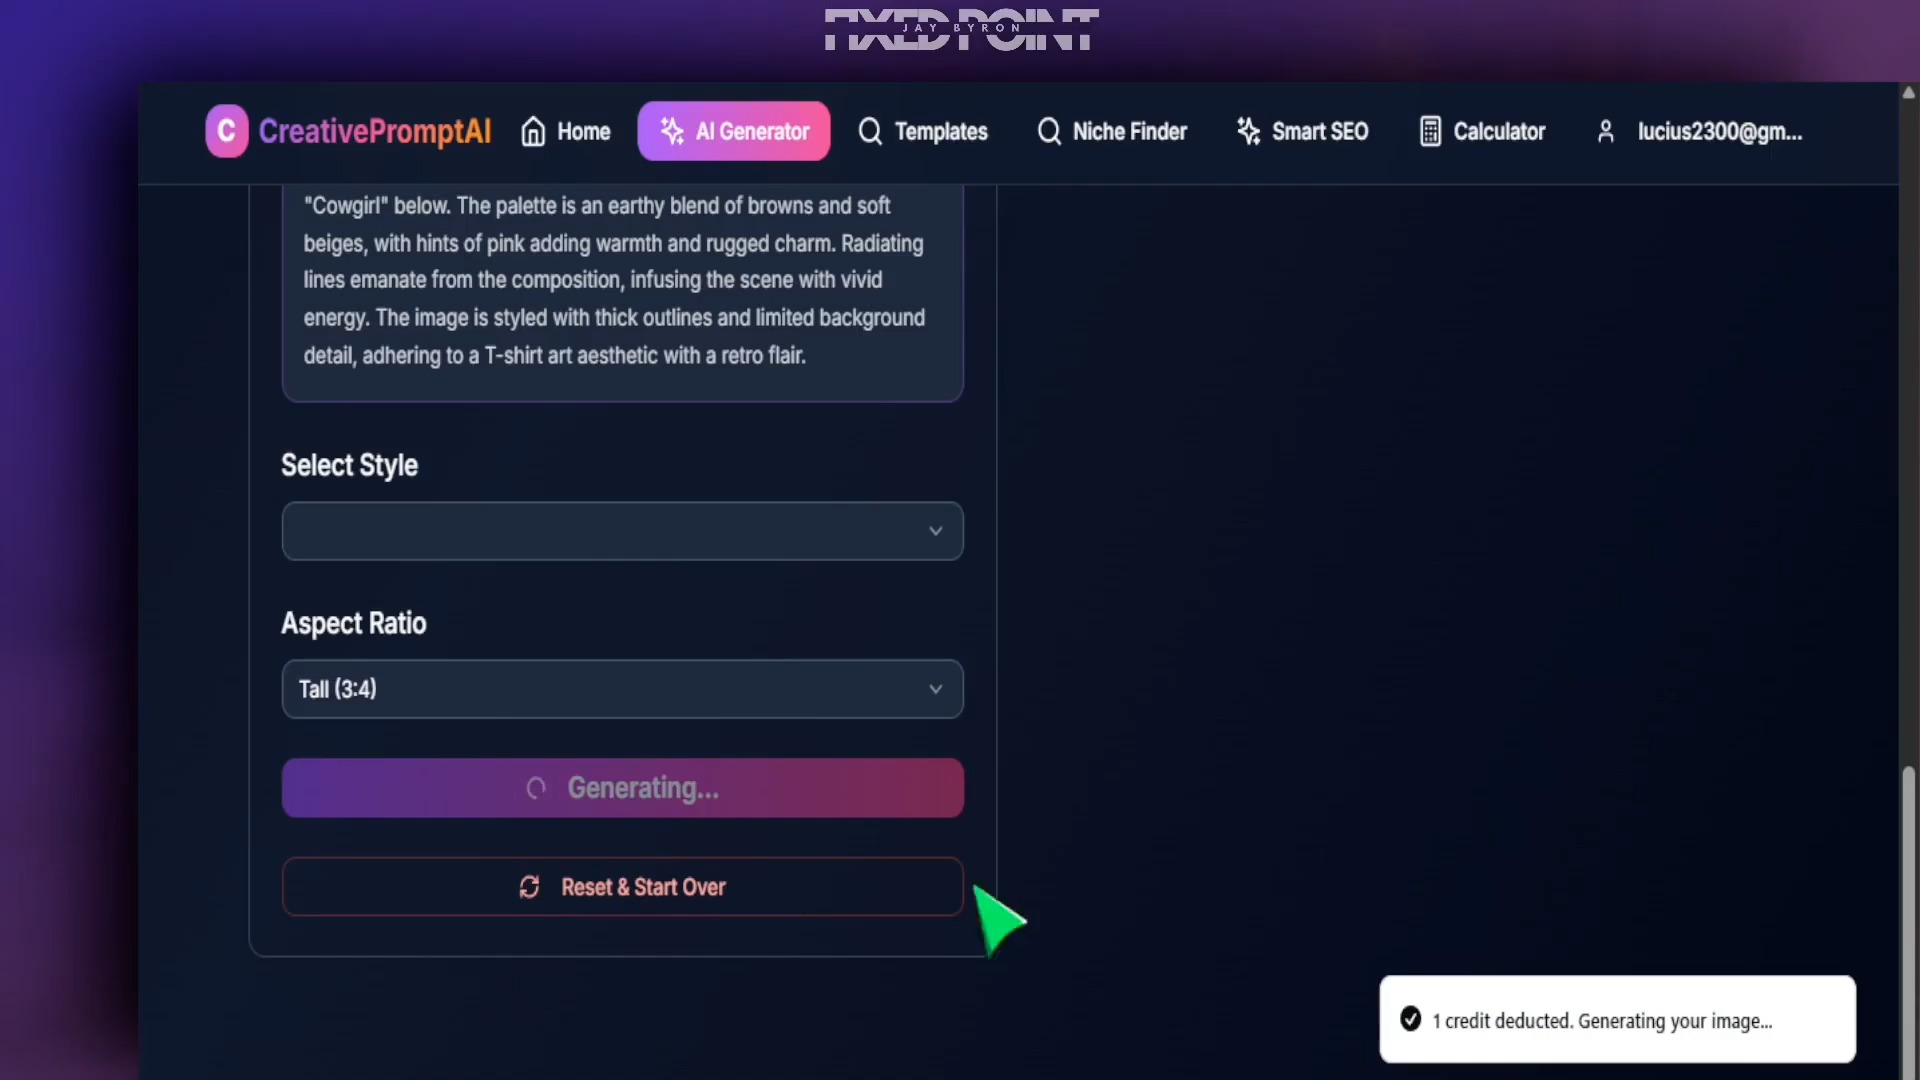 FIXED POINT
JAY BYRON
C CreativePromptAI Home AI Generator Templates Niche Finder Smart SEO Calculator lucius2300@gm...
"Cowgirl" below. The palette is an earthy blend of browns and soft
beiges, with hints of pink adding warmth and rugged charm. Radiating
lines emanate from the composition, infusing the scene with vivid
energy. The image is styled with thick outlines and limited background
detail, adhering to a T-shirt art aesthetic with a retro flair.
Select Style
Aspect Ratio
Tall (3:4)
Generating...
Reset & Start Over
1 credit deducted. Generating your image...